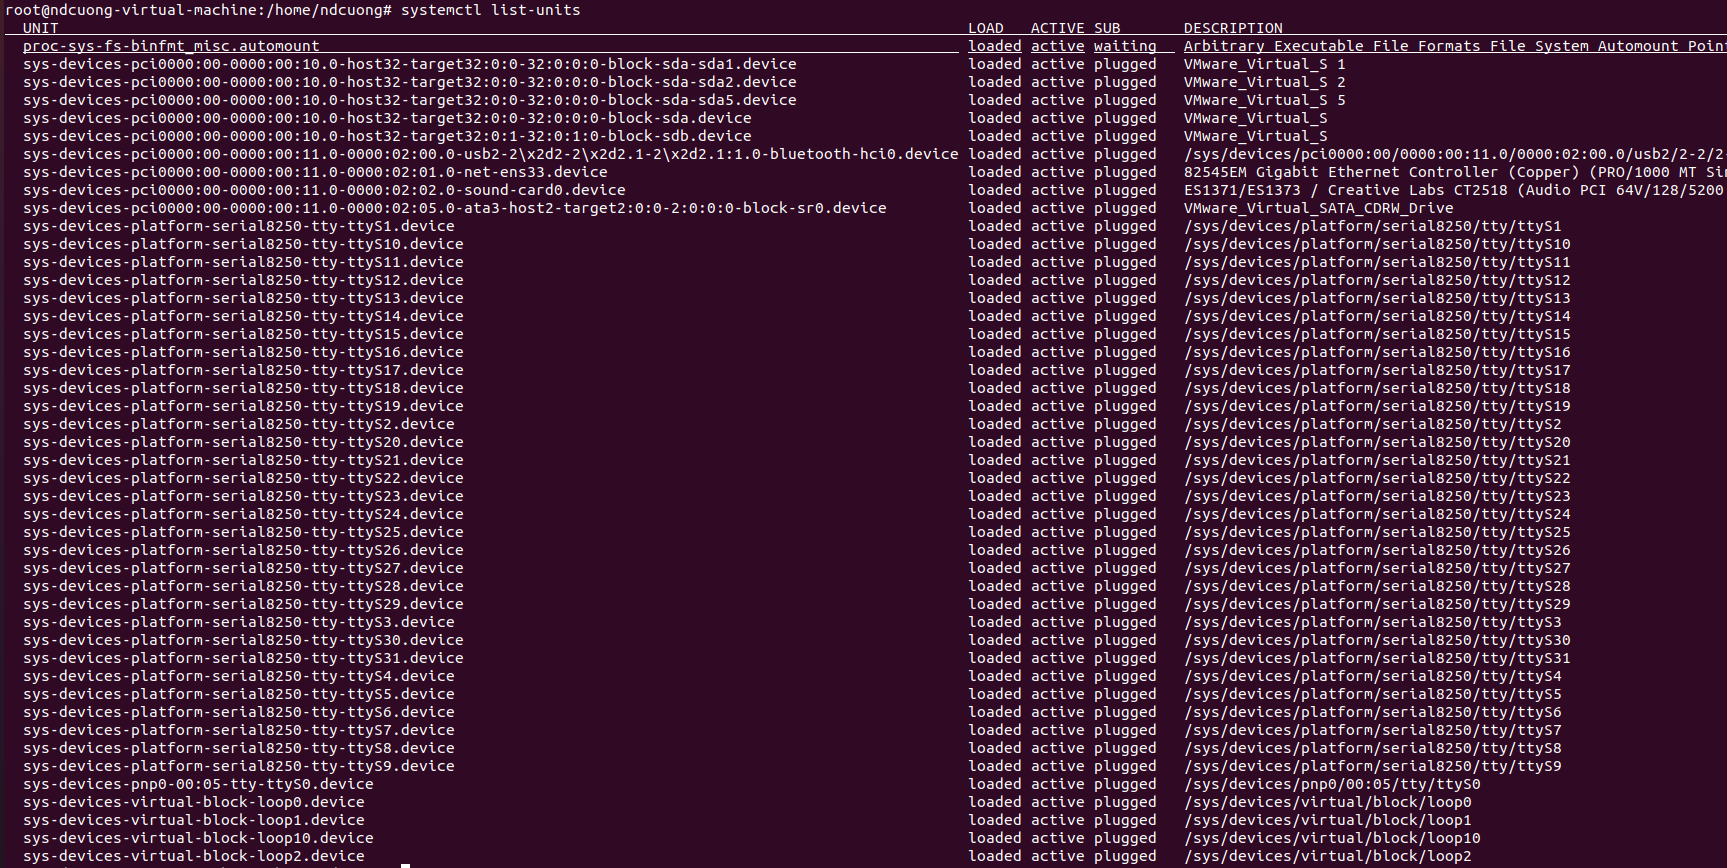 root@ndcuong-virtual-machine:/home/ndcuong# systemctl list-units
UNIT LOAD ACTIVE SUB DESCRIPTION
proc-sys-fs-binfmt_misc.automount loaded active waiting Arbitrary Executable File Formats File System Automount Poin
sys-devices-pci0000:00-0000:00:10.0-host32-target32:0:0-32:0:0:0-block-sda-sda1.device loaded active plugged VMware_Virtual_S 1
sys-devices-pci0000:00-0000:00:10.0-host32-target32:0:0-32:0:0:0-block-sda-sda2.device loaded active plugged VMware_Virtual_S 2
sys-devices-pci0000:00-0000:00:10.0-host32-target32:0:0-32:0:0:0-block-sda-sda5.device loaded active plugged VMware_Virtual_S 5
sys-devices-pci0000:00-0000:00:10.0-host32-target32:0:0-32:0:0:0-block-sda.device loaded active plugged VMware_Virtual_S
sys-devices-pci0000:00-0000:00:10.0-host32-target32:0:1-32:0:1:0-block-sdb.device loaded active plugged VMware_Virtual_S
sys-devices-pci0000:00-0000:00:11.0-0000:02:00.0-usb2-2\x2d2-2\x2d2.1-2\x2d2.1:1.0-bluetooth-hci0.device loaded active plugged /sys/devices/pci0000:00/0000:00:11.0/0000:02:00.0/usb2/2-2/2-
sys-devices-pci0000:00-0000:00:11.0-0000:02:01.0-net-ens33.device loaded active plugged 82545EM Gigabit Ethernet Controller (Copper) (PRO/1000 MT Sin
sys-devices-pci0000:00-0000:00:11.0-0000:02:02.0-sound-card0.device loaded active plugged ES1371/ES1373 / Creative Labs CT2518 (Audio PCI 64V/128/5200
sys-devices-pci0000:00-0000:00:11.0-0000:02:05.0-ata3-host2-target2:0:0-2:0:0:0-block-sr0.device loaded active plugged VMware_Virtual_SATA_CDRW_Drive
sys-devices-platform-serial8250-tty-ttyS1.device loaded active plugged /sys/devices/platform/serial8250/tty/ttyS1
sys-devices-platform-serial8250-tty-ttyS10.device loaded active plugged /sys/devices/platform/serial8250/tty/ttyS10
sys-devices-platform-serial8250-tty-ttyS11.device loaded active plugged /sys/devices/platform/serial8250/tty/ttyS11
sys-devices-platform-serial8250-tty-ttyS12.device loaded active plugged /sys/devices/platform/serial8250/tty/ttyS12
sys-devices-platform-serial8250-tty-ttyS13.device loaded active plugged /sys/devices/platform/serial8250/tty/ttyS13
sys-devices-platform-serial8250-tty-ttyS14.device loaded active plugged /sys/devices/platform/serial8250/tty/ttyS14
sys-devices-platform-serial8250-tty-ttyS15.device loaded active plugged /sys/devices/platform/serial8250/tty/ttyS15
sys-devices-platform-serial8250-tty-ttyS16.device loaded active plugged /sys/devices/platform/serial8250/tty/ttyS16
sys-devices-platform-serial8250-tty-ttyS17.device loaded active plugged /sys/devices/platform/serial8250/tty/ttyS17
sys-devices-platform-serial8250-tty-ttyS18.device loaded active plugged /sys/devices/platform/serial8250/tty/ttyS18
sys-devices-platform-serial8250-tty-ttyS19.device loaded active plugged /sys/devices/platform/serial8250/tty/ttyS19
sys-devices-platform-serial8250-tty-ttyS2.device loaded active plugged /sys/devices/platform/serial8250/tty/ttyS2
sys-devices-platform-serial8250-tty-ttyS20.device loaded active plugged /sys/devices/platform/serial8250/tty/ttyS20
sys-devices-platform-serial8250-tty-ttyS21.device loaded active plugged /sys/devices/platform/serial8250/tty/ttyS21
sys-devices-platform-serial8250-tty-ttyS22.device loaded active plugged /sys/devices/platform/serial8250/tty/ttyS22
sys-devices-platform-serial8250-tty-ttyS23.device loaded active plugged /sys/devices/platform/serial8250/tty/ttyS23
sys-devices-platform-serial8250-tty-ttyS24.device loaded active plugged /sys/devices/platform/serial8250/tty/ttyS24
sys-devices-platform-serial8250-tty-ttyS25.device loaded active plugged /sys/devices/platform/serial8250/tty/ttyS25
sys-devices-platform-serial8250-tty-ttyS26.device loaded active plugged /sys/devices/platform/serial8250/tty/ttyS26
sys-devices-platform-serial8250-tty-ttyS27.device loaded active plugged /sys/devices/platform/serial8250/tty/ttyS27
sys-devices-platform-serial8250-tty-ttyS28.device loaded active plugged /sys/devices/platform/serial8250/tty/ttyS28
sys-devices-platform-serial8250-tty-ttyS29.device loaded active plugged /sys/devices/platform/serial8250/tty/ttyS29
sys-devices-platform-serial8250-tty-ttyS3.device loaded active plugged /sys/devices/platform/serial8250/tty/ttyS3
sys-devices-platform-serial8250-tty-ttyS30.device loaded active plugged /sys/devices/platform/serial8250/tty/ttyS30
sys-devices-platform-serial8250-tty-ttyS31.device loaded active plugged /sys/devices/platform/serial8250/tty/ttyS31
sys-devices-platform-serial8250-tty-ttyS4.device loaded active plugged /sys/devices/platform/serial8250/tty/ttyS4
sys-devices-platform-serial8250-tty-ttyS5.device loaded active plugged /sys/devices/platform/serial8250/tty/ttyS5
sys-devices-platform-serial8250-tty-ttyS6.device loaded active plugged /sys/devices/platform/serial8250/tty/ttyS6
sys-devices-platform-serial8250-tty-ttyS7.device loaded active plugged /sys/devices/platform/serial8250/tty/ttyS7
sys-devices-platform-serial8250-tty-ttyS8.device loaded active plugged /sys/devices/platform/serial8250/tty/ttyS8
sys-devices-platform-serial8250-tty-ttyS9.device loaded active plugged /sys/devices/platform/serial8250/tty/ttyS9
sys-devices-pnp0-00:05-tty-ttyS0.device loaded active plugged /sys/devices/pnp0/00:05/tty/ttyS0
sys-devices-virtual-block-loop0.device loaded active plugged /sys/devices/virtual/block/loop0
sys-devices-virtual-block-loop1.device loaded active plugged /sys/devices/virtual/block/loop1
sys-devices-virtual-block-loop10.device loaded active plugged /sys/devices/virtual/block/loop10
sys-devices-virtual-block-loop2.device loaded active plugged /sys/devices/virtual/block/loop2